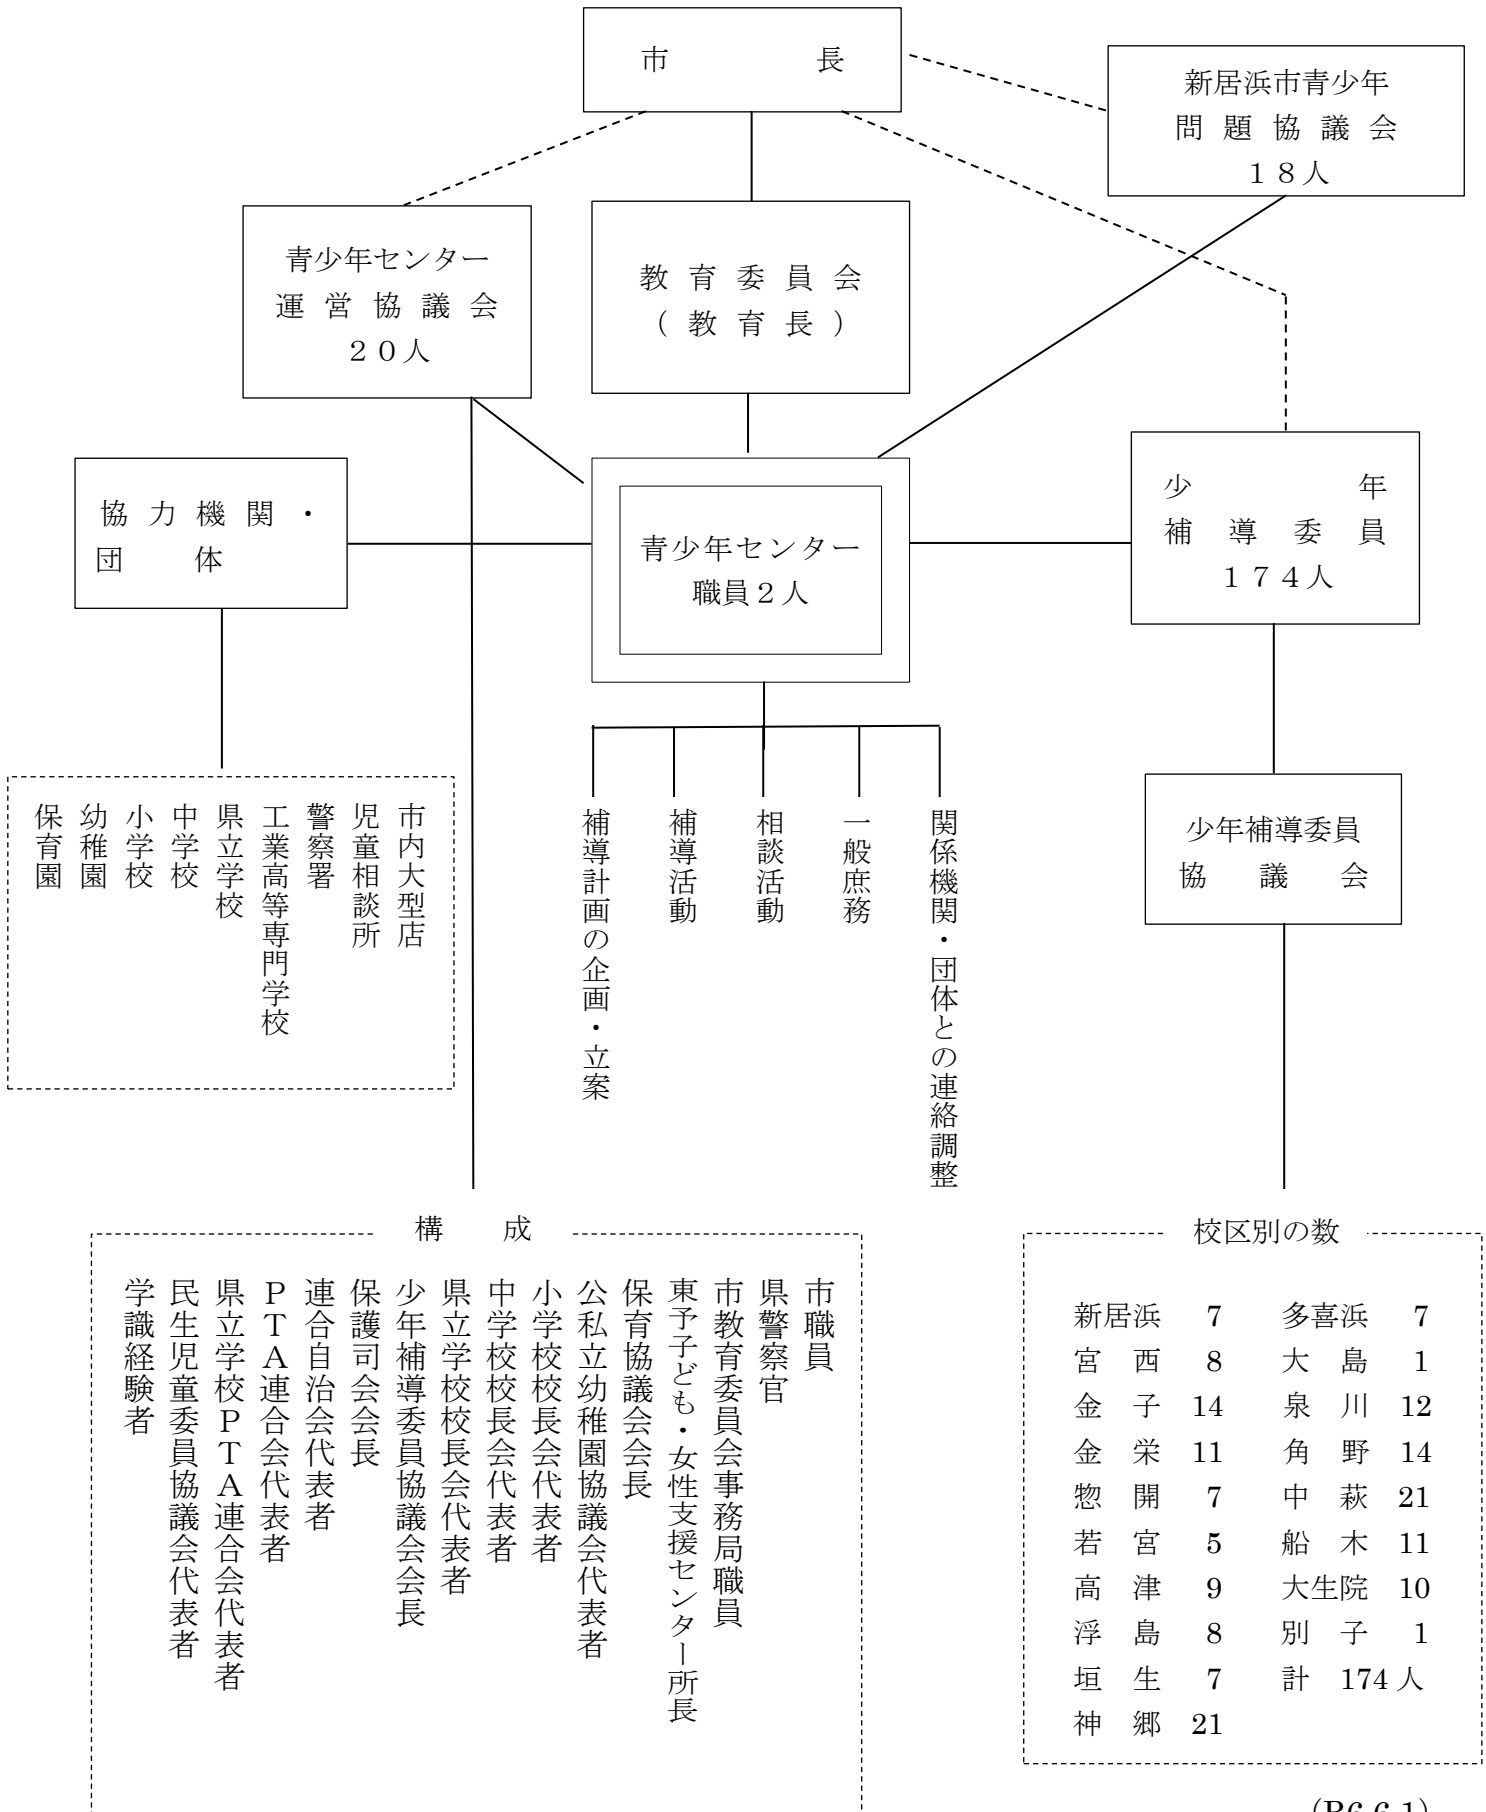 市　　　長
新居浜市青少年
問題協議会
１８人
青少年センター
運営協議会
２０人
教育委員会
（教育長）
協力機関・
団　　体
青少年センター
職員２人
少　　　年
補導委員
１７４人
少年補導委員
協　議　会
保育園
幼稚園
小学校
中学校
県立学校
工業高等専門学校
警察署
児童相談所
市内大型店
補導計画の企画・立案
補導活動
相談活動
一般庶務
関係機関・団体との連絡調整
構　　成
市職員
県警察官
市教育委員会事務局職員
東予子ども・女性支援センター所長
保育協議会会長
公私立幼稚園協議会代表者
小学校校長会代表者
中学校校長会代表者
県立学校校長会代表者
少年補導委員協議会会長
保護司会会長
連合自治会代表者
ＰＴＡ連合会代表者
県立学校ＰＴＡ連合会代表者
民生児童委員協議会代表者
学識経験者
校区別の数
新居浜　7　多喜浜　7
宮　西　8　大　島　1
金　子　14　泉　川　12
金　栄　11　角　野　14
惣　開　7　中　萩　21
若　宮　5　船　木　11
高　津　9　大生院　10
浮　島　8　別　子　1
垣　生　7　計　174人
神　郷　21
(R6.6.1)